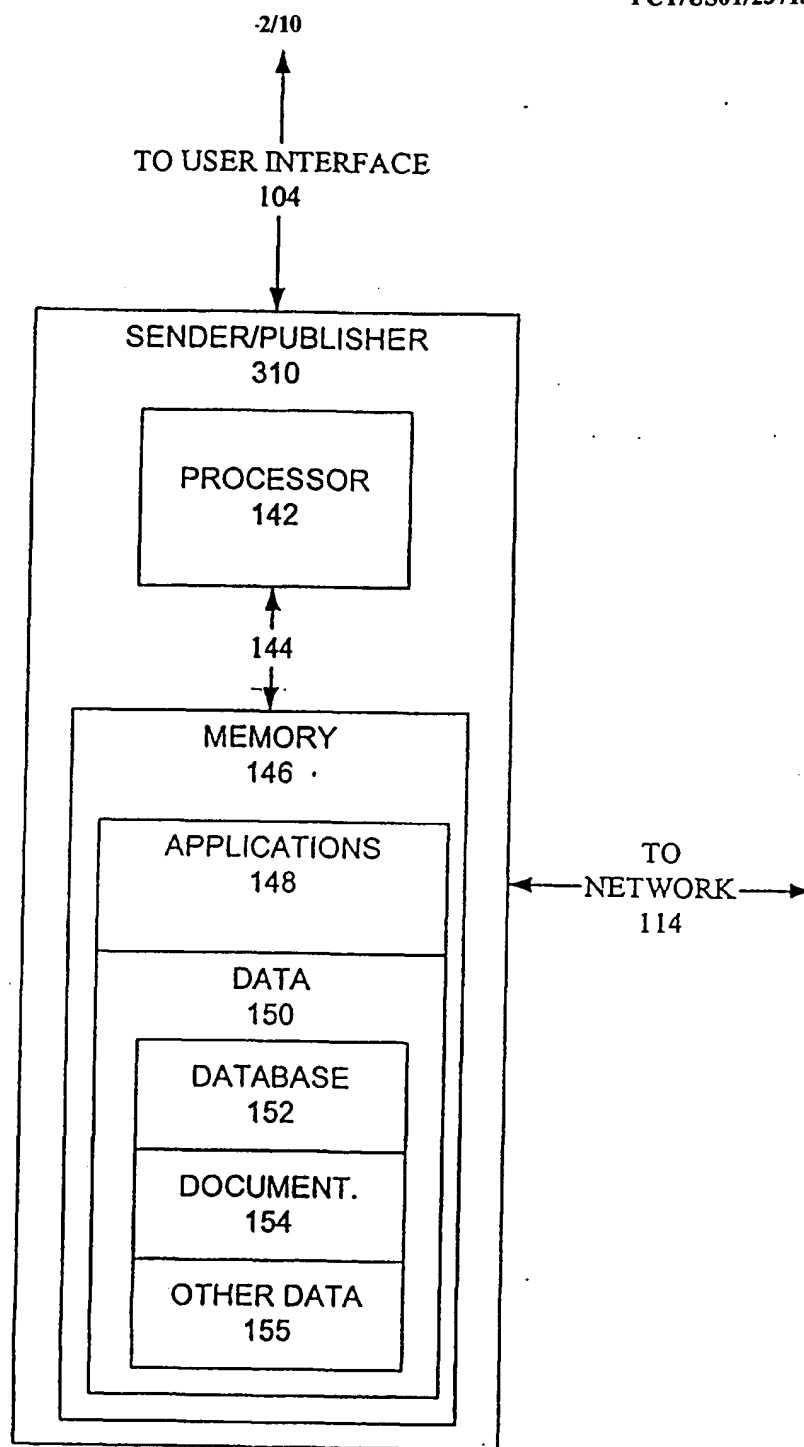 2/10
TO USER INTERFACE
104
SENDER/PUBLISHER
310
PROCESSOR
142
144
MEMORY
146
APPLICATIONS
148
TO
NETWORK
114
DATA
150
DATABASE
152
DOCUMENT.
154
OTHER DATA
155